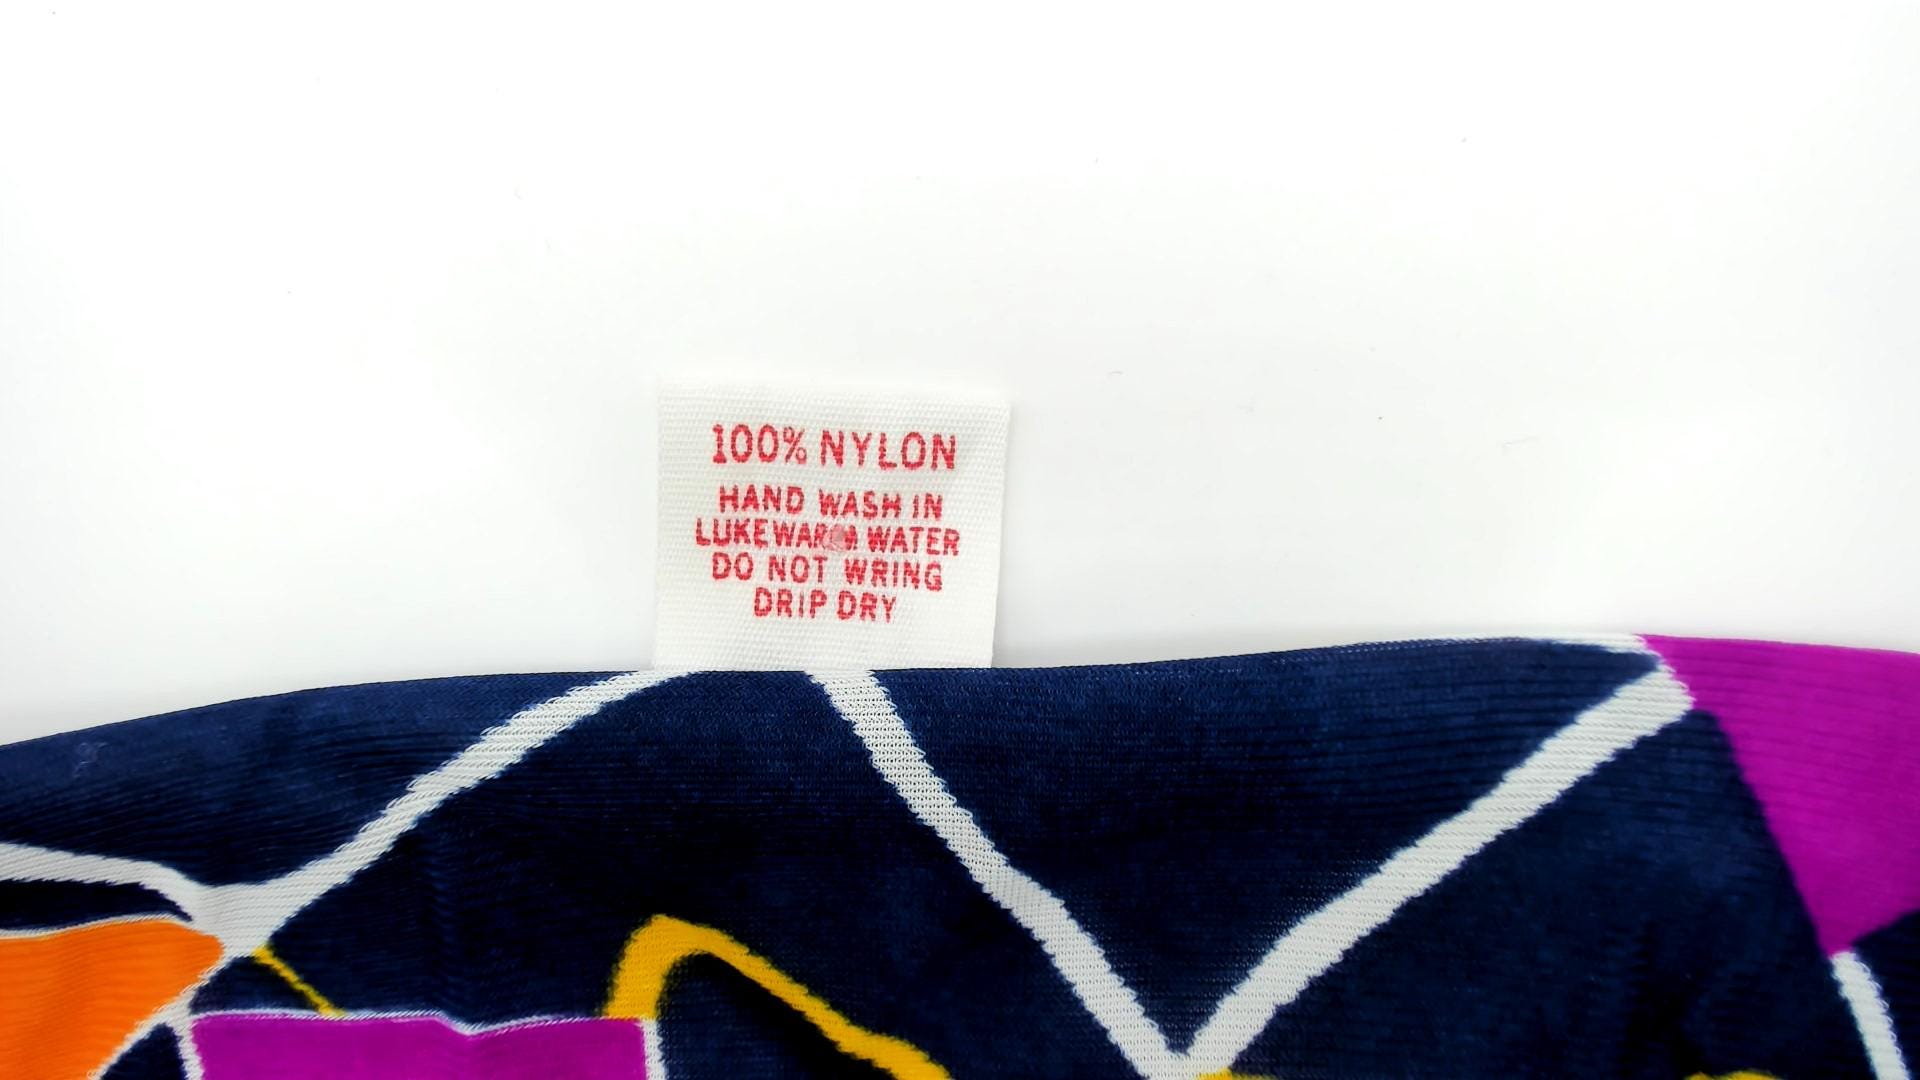 100% NYLON
HAND WASH IN
LUKEWARM WATER
DO NOT WRING
DRIP DRY